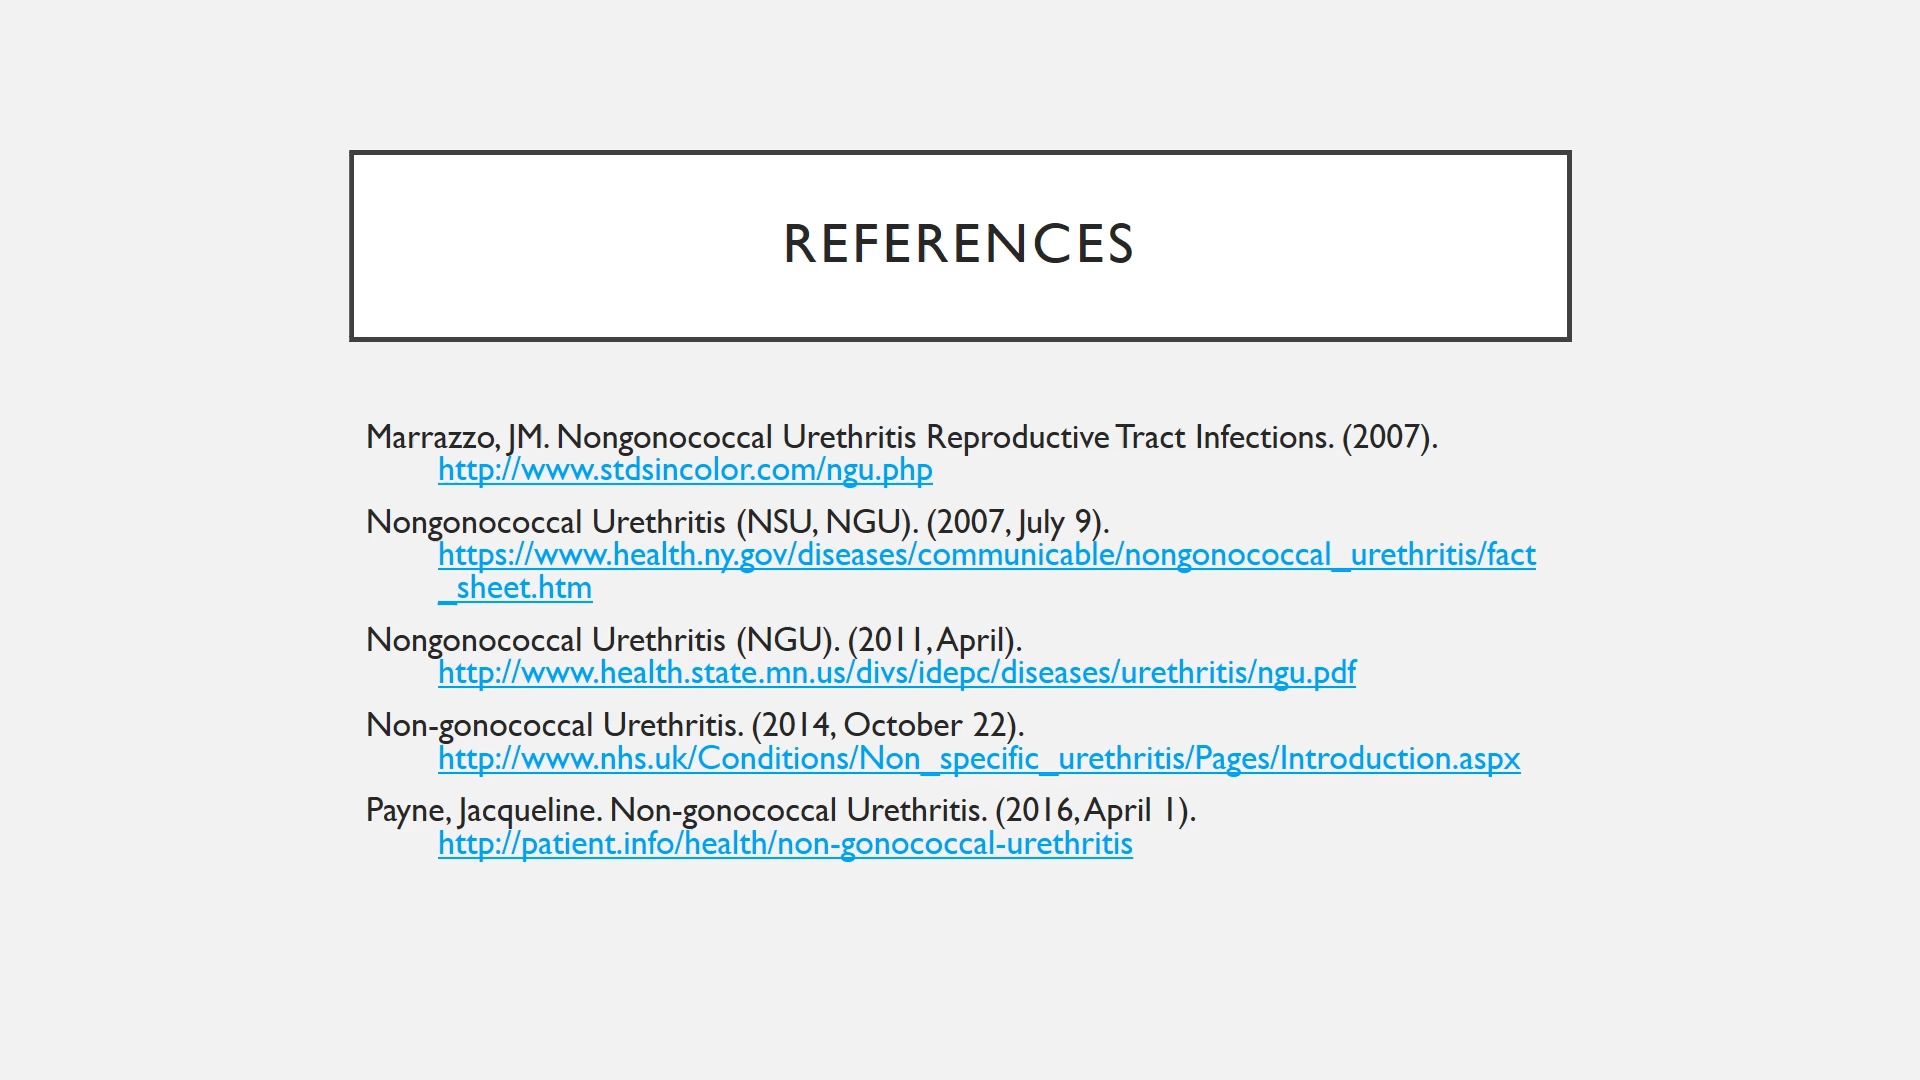 REFERENCES
Marrazzo, JM. Nongonococcal Urethritis Reproductive Tract Infections. (2007).
http://www.stdsincolor.com/ngu.php
Nongonococcal Urethritis (NSU, NGU). (2007, July 9).
https://www.health.ny.gov/diseases/communicable/nongonococcal_urethritis/fact
_sheet.htm
Nongonococcal Urethritis (NGU). (2011, April).
http://www.health.state.mn.us/divs/idepc/diseases/urethritis/ngu.pdf
Non-gonococcal Urethritis. (2014, October 22).
http://www.nhs.uk/Conditions/Non_specific_urethritis/Pages/Introduction.aspx
Payne, Jacqueline. Non-gonococcal Urethritis. (2016, April 1).
http://patient.info/health/non-gonococcal-urethritis